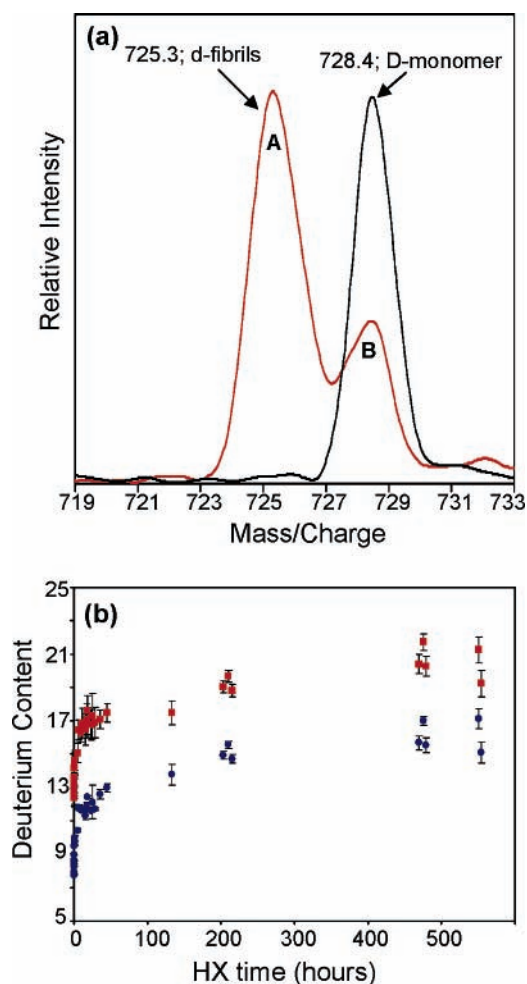 (a)
725.3; d-fibrils
728.4; D-monomer
A
B
Relative Intensity
719 721 723 725 727 729 731 733
Mass/Charge
(b)
25
21
17
13
9
5
Deuterium Content
0 100 200 300 400 500
HX time (hours)